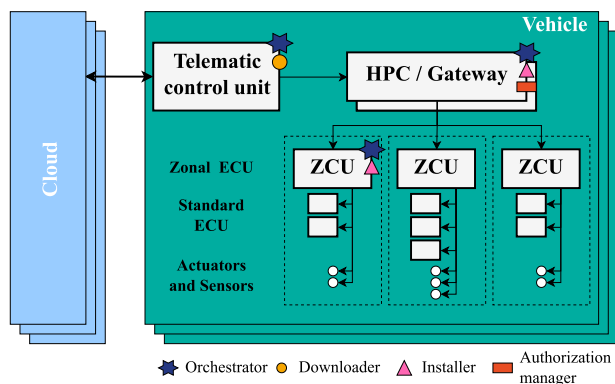 Vehicle
Telematic
control unit
HPC / Gateway
Cloud
Zonal ECU
ZCU
ZCU
ZCU
Standard
ECU
Actuators
and Sensors
Orchestrator
Downloader
Installer
Authorization
manager